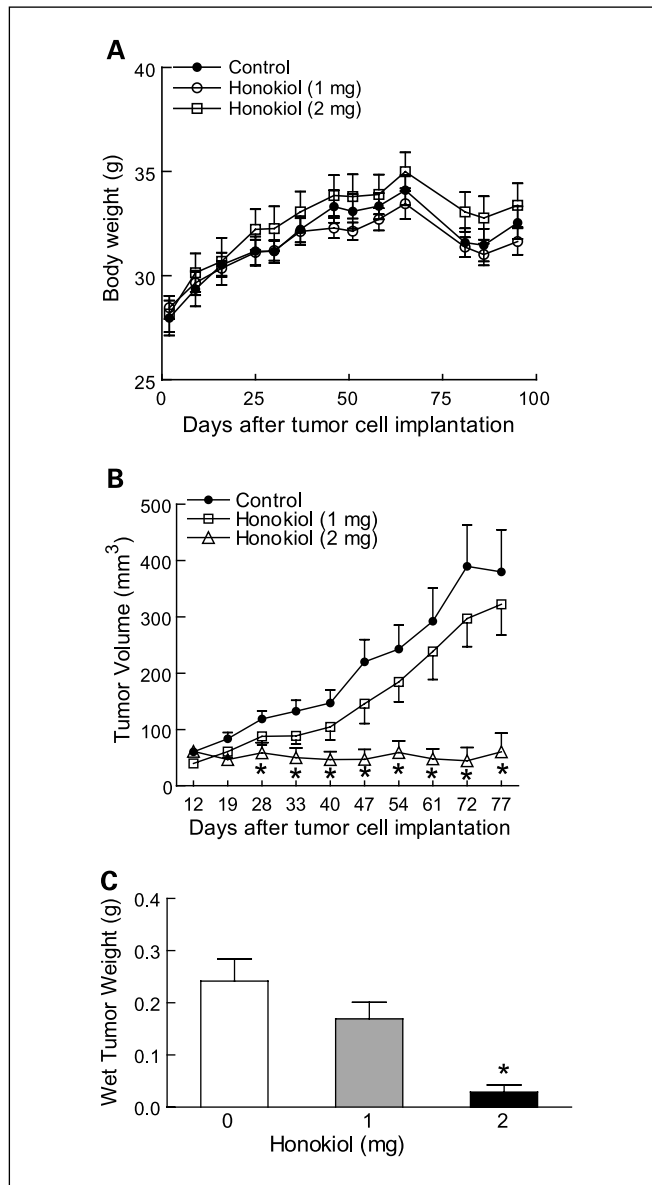 A
40
Control
Honokiol (1 mg)
Honokiol (2 mg)
35
30
25
Body weight (g)
0 25 50 75 100
Days after tumor cell implantation
B
500
Control
Honokiol (1 mg)
Honokiol (2 mg)
400
300
200
100
0
Tumor Volume (mm³)
* * * * * * * *
12 19 28 33 40 47 54 61 72 77
Days after tumor cell implantation
C
0.4
0.3
0.2
0.1
0.0
Wet Tumor Weight (g)
*
0 1 2
Honokiol (mg)